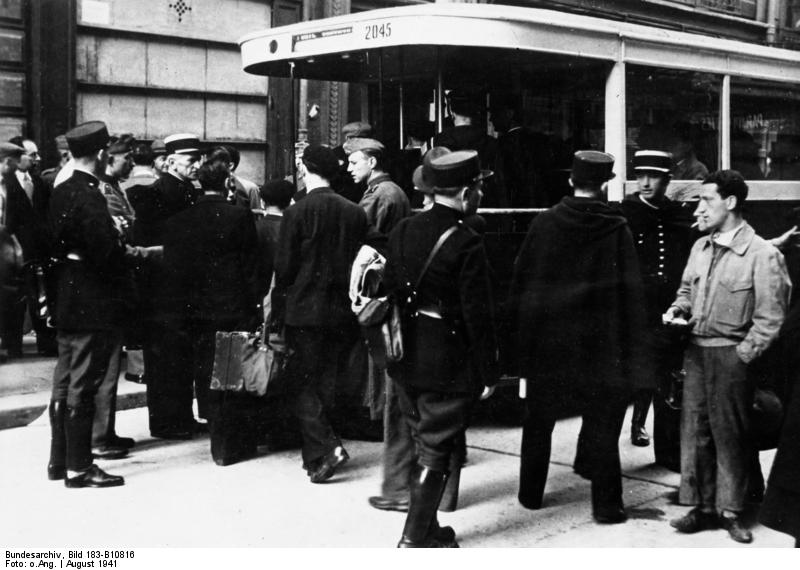 2045
Bundesarchiv, Bild 183-B10816
Foto: o.Ang. | August 1941